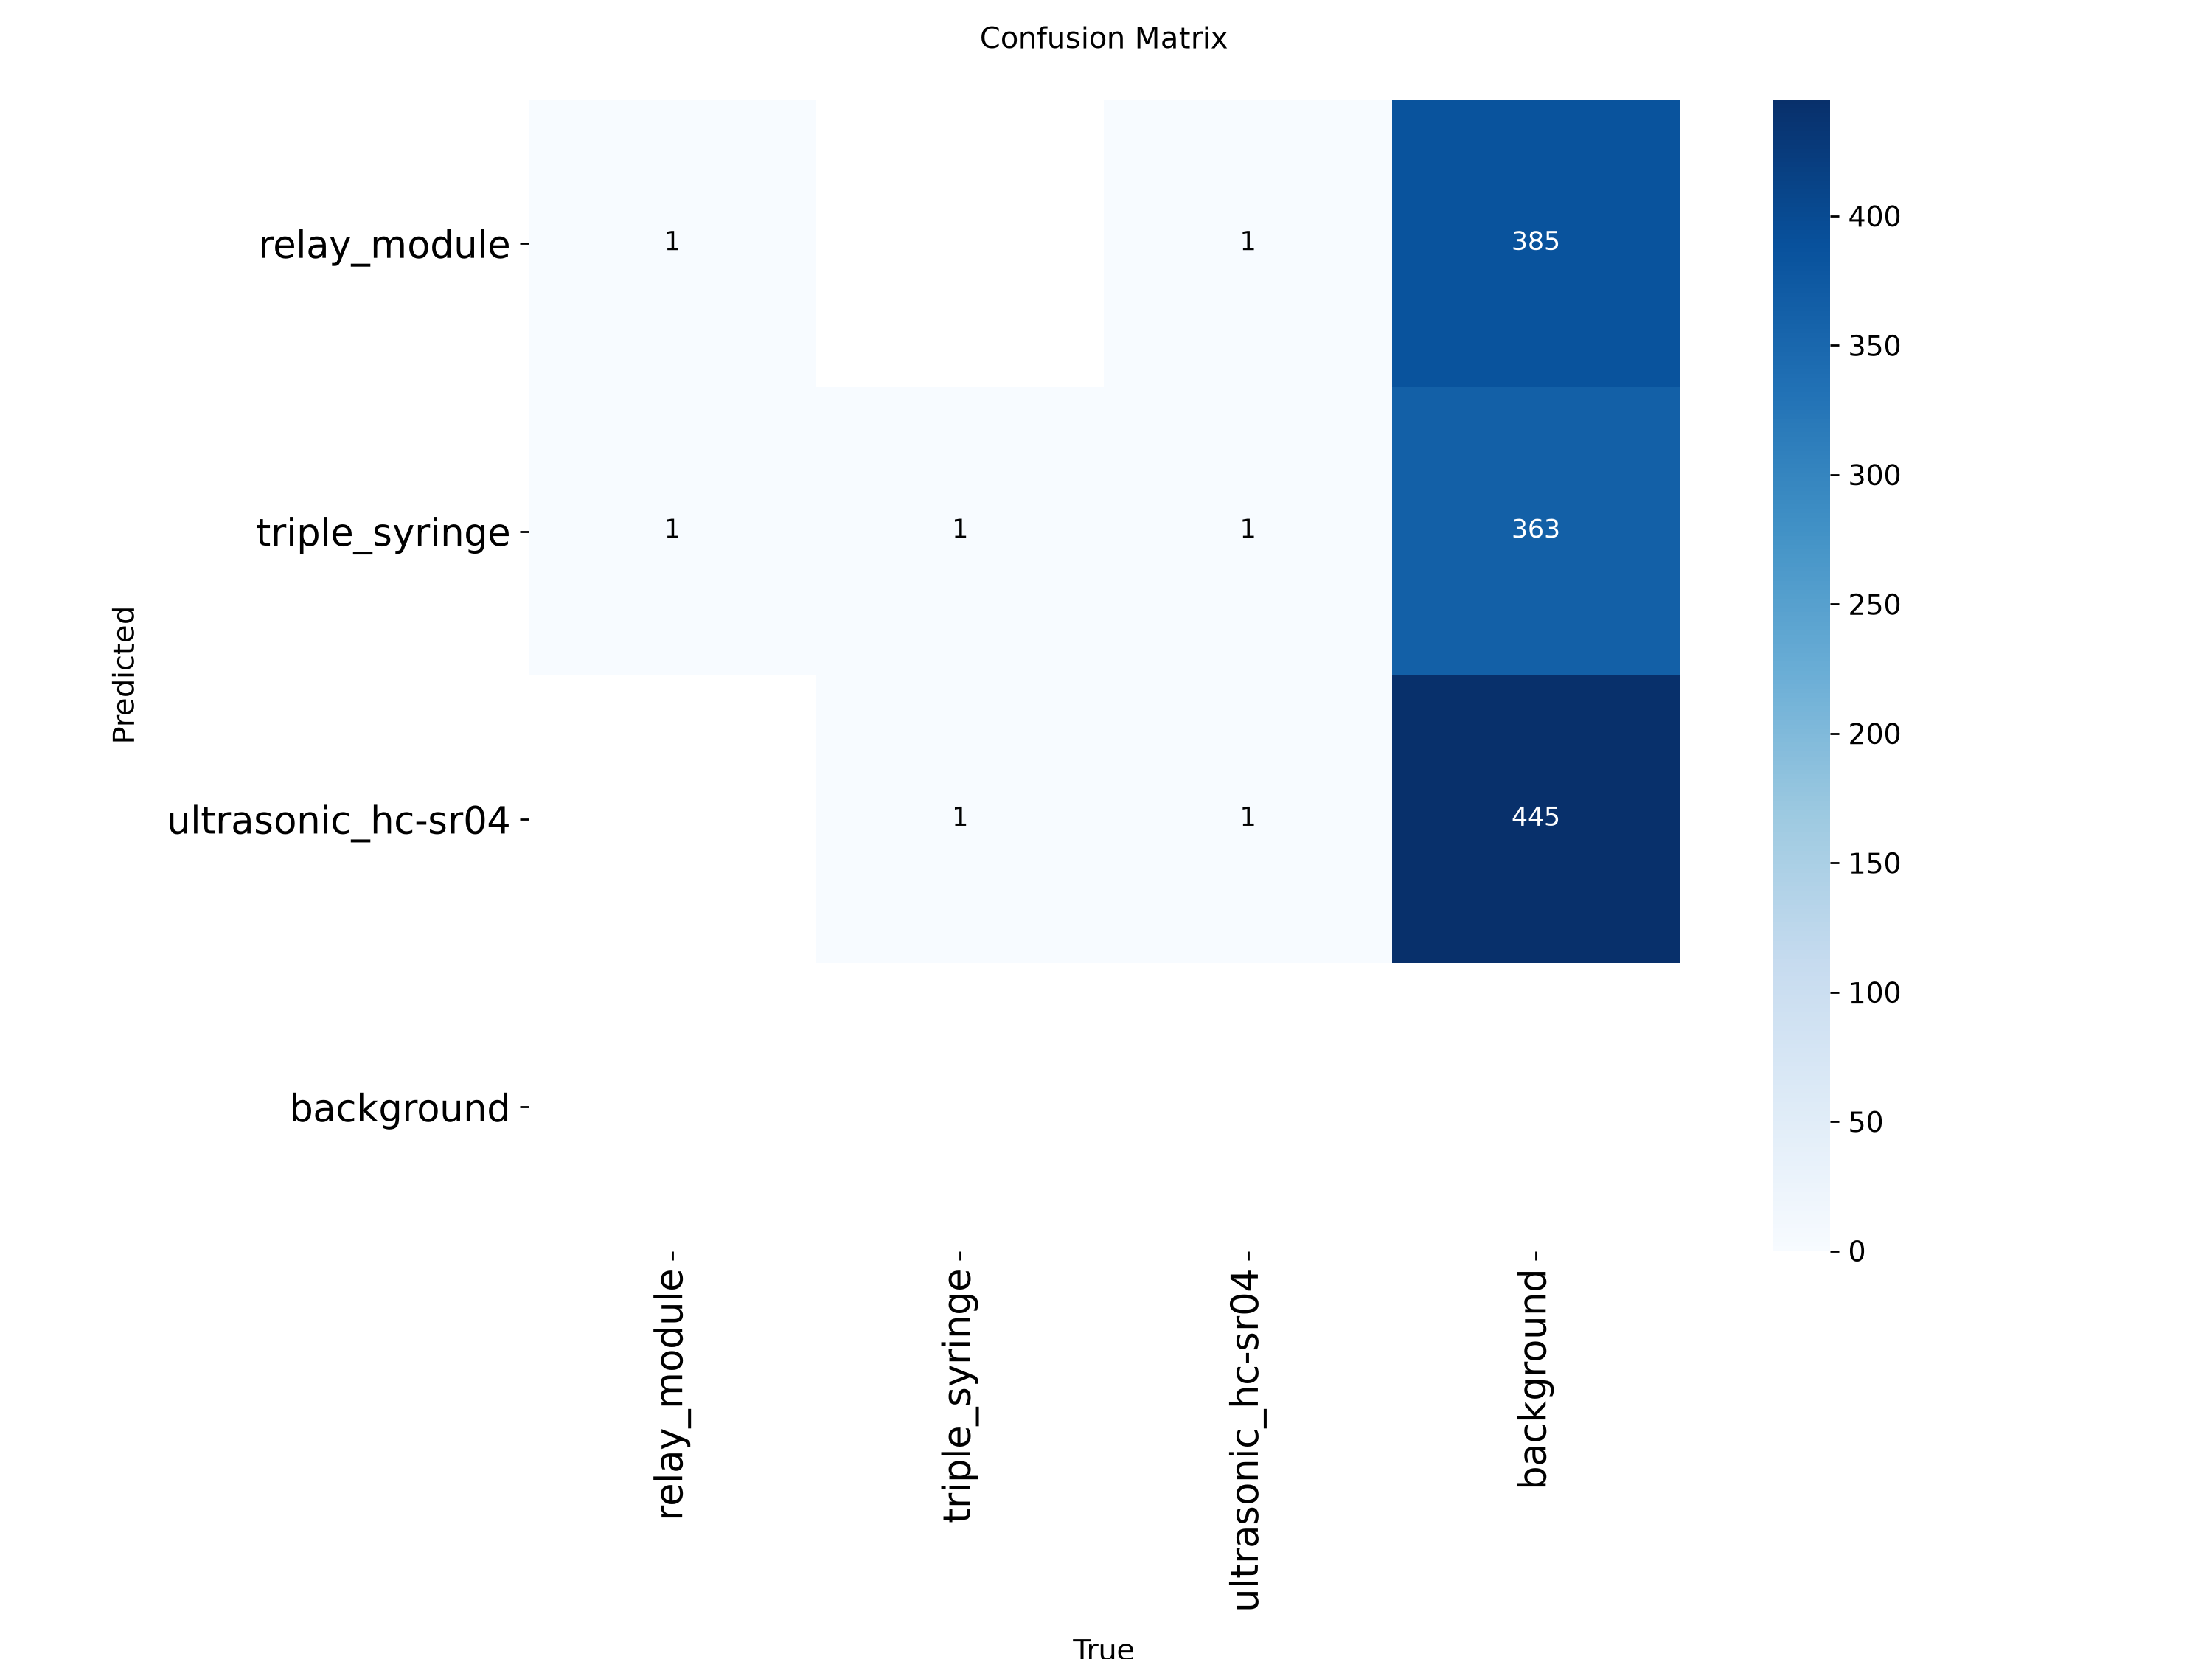 Confusion Matrix
relay_module
1
1
385
triple_syringe
1
1
1
363
ultrasonic_hc-sr04
1
1
445
background
Predicted
relay_module
triple_syringe
ultrasonic_hc-sr04
background
True
400
350
300
250
200
150
100
50
0